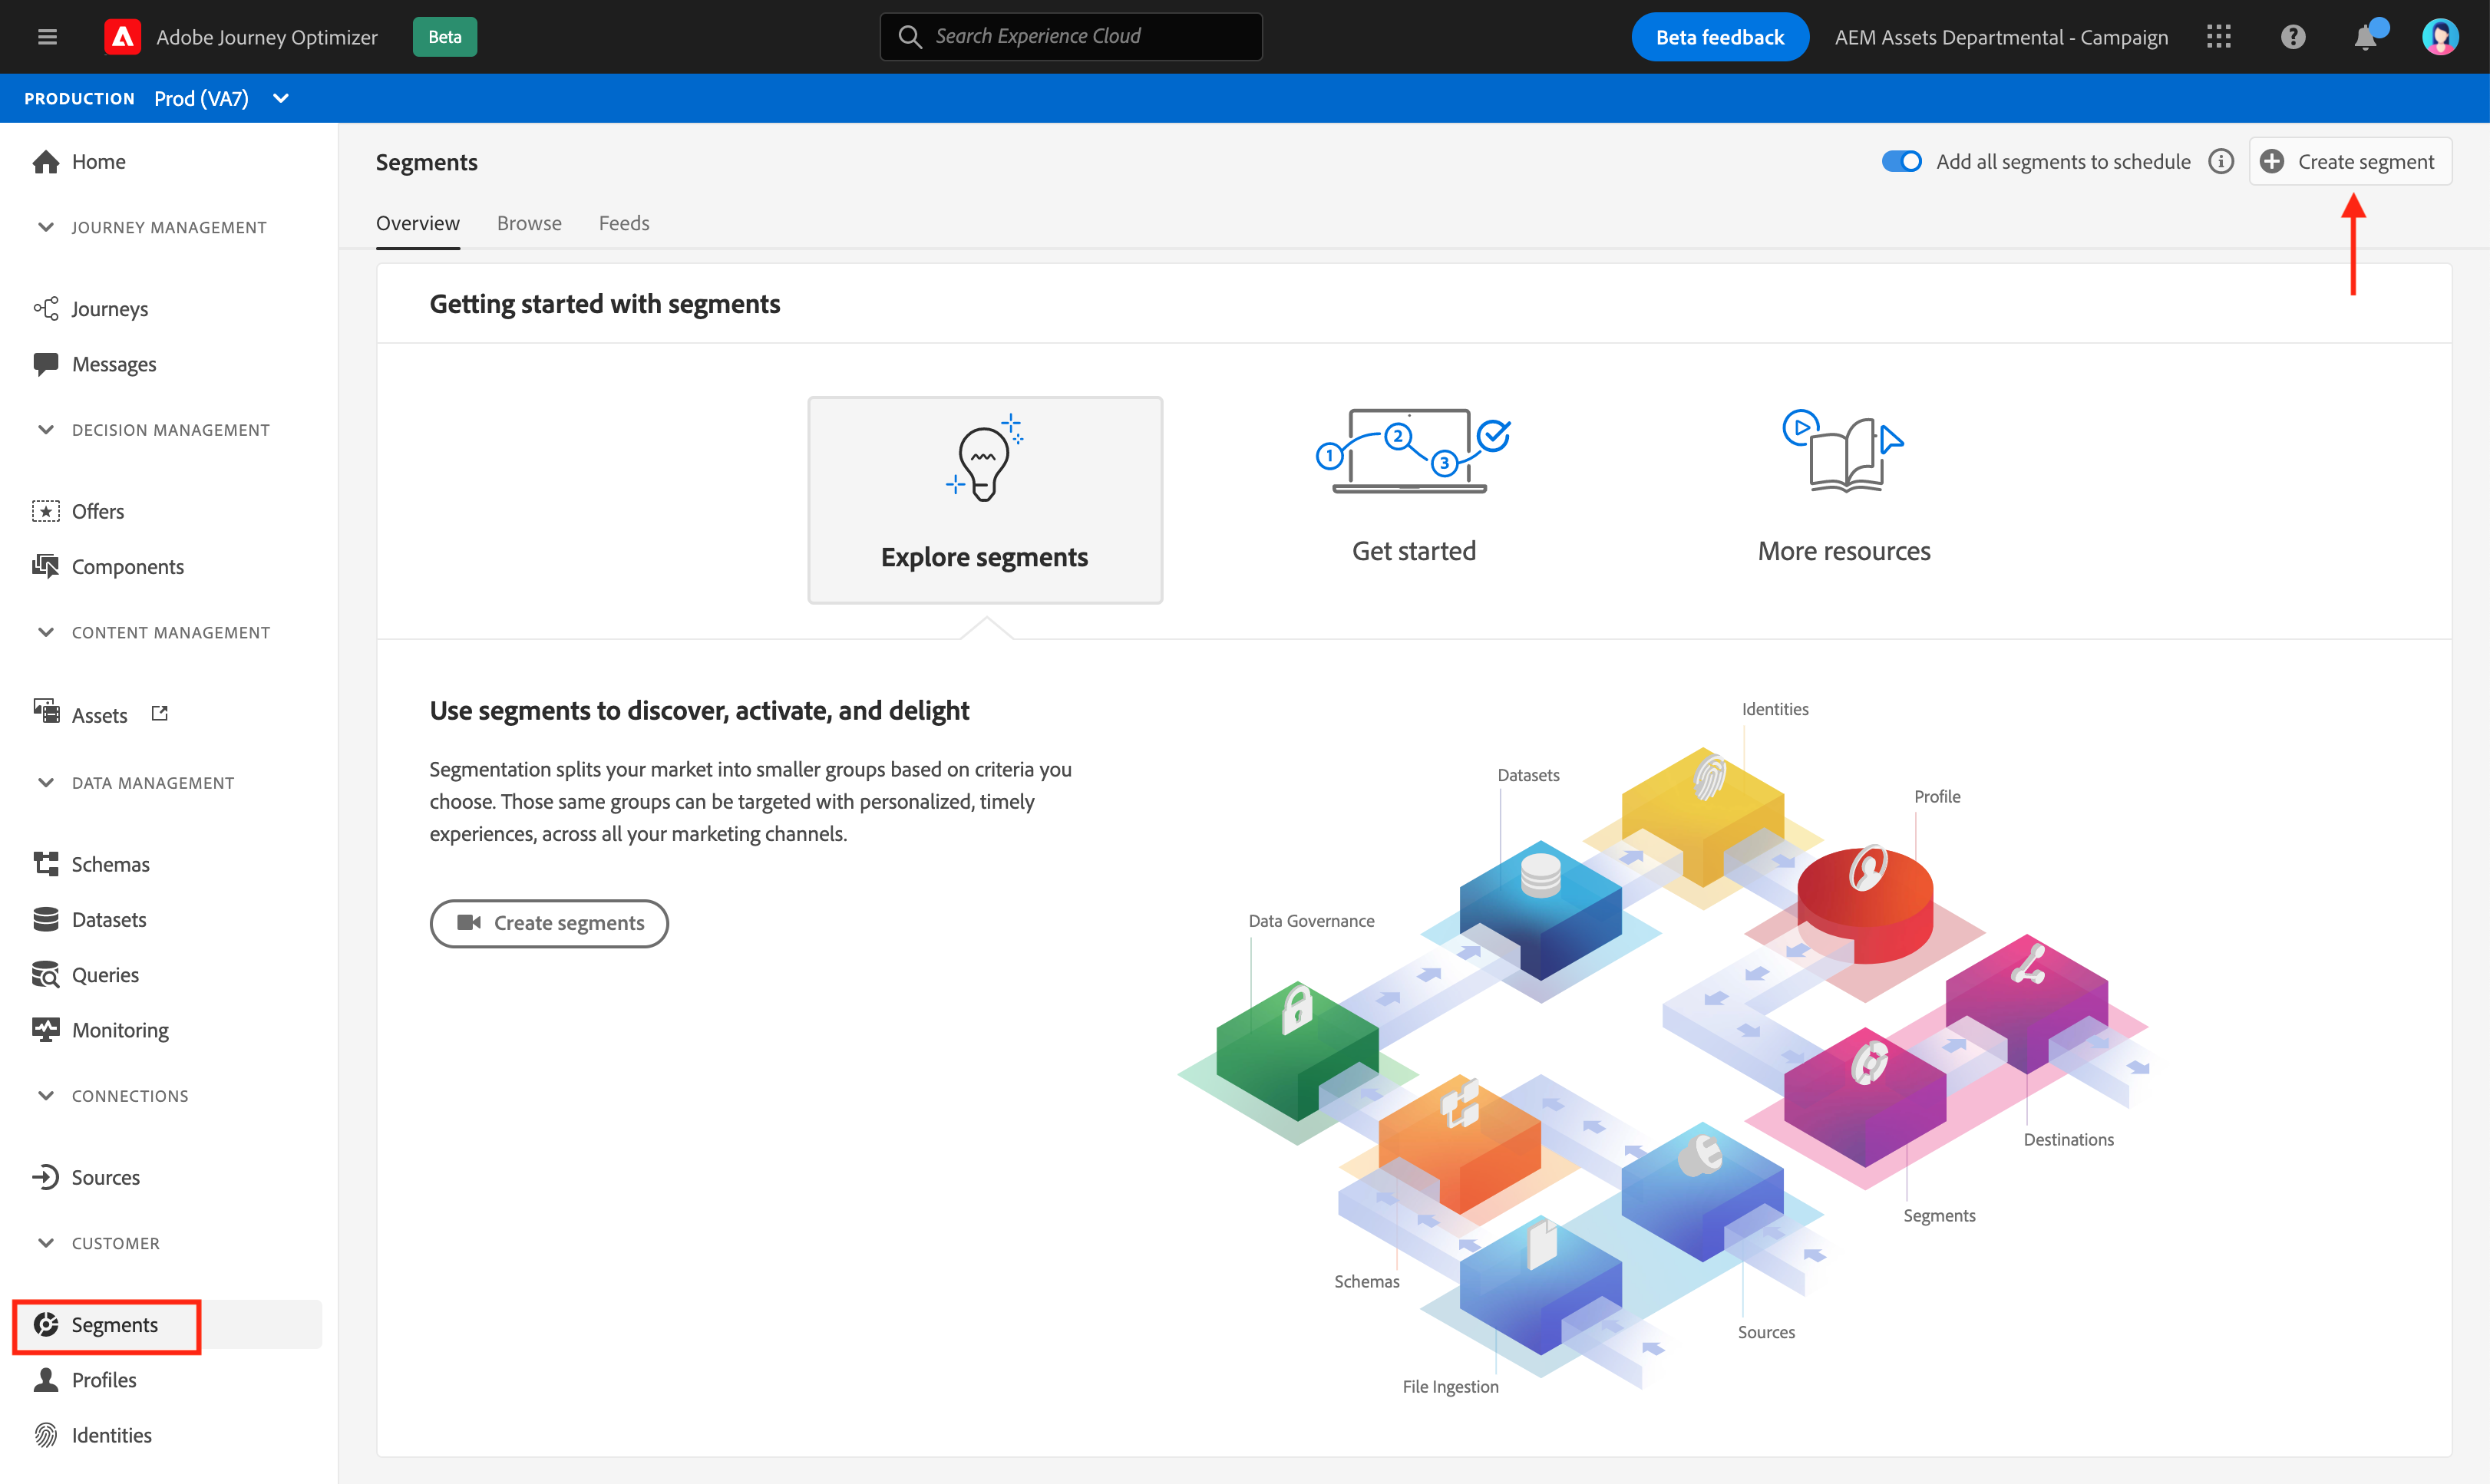 Adobe Journey Optimizer
Beta
Search Experience Cloud
Beta feedback
AEM Assets Departmental - Campaign
PRODUCTION Prod (VA7)
Home
JOURNEY MANAGEMENT
Journeys
Messages
DECISION MANAGEMENT
Offers
Components
CONTENT MANAGEMENT
Assets
DATA MANAGEMENT
Schemas
Datasets
Queries
Monitoring
CONNECTIONS
Sources
CUSTOMER
Segments
Profiles
Identities
Segments
Add all segments to schedule
Create segment
Overview
Browse
Feeds
Getting started with segments
Explore segments
1
2
3
Get started
More resources
Use segments to discover, activate, and delight
Segmentation splits your market into smaller groups based on criteria you
choose. Those same groups can be targeted with personalized, timely
experiences, across all your marketing channels.
Create segments
Identities
Datasets
Profile
Data Governance
Destinations
Segments
Schemas
Sources
File Ingestion